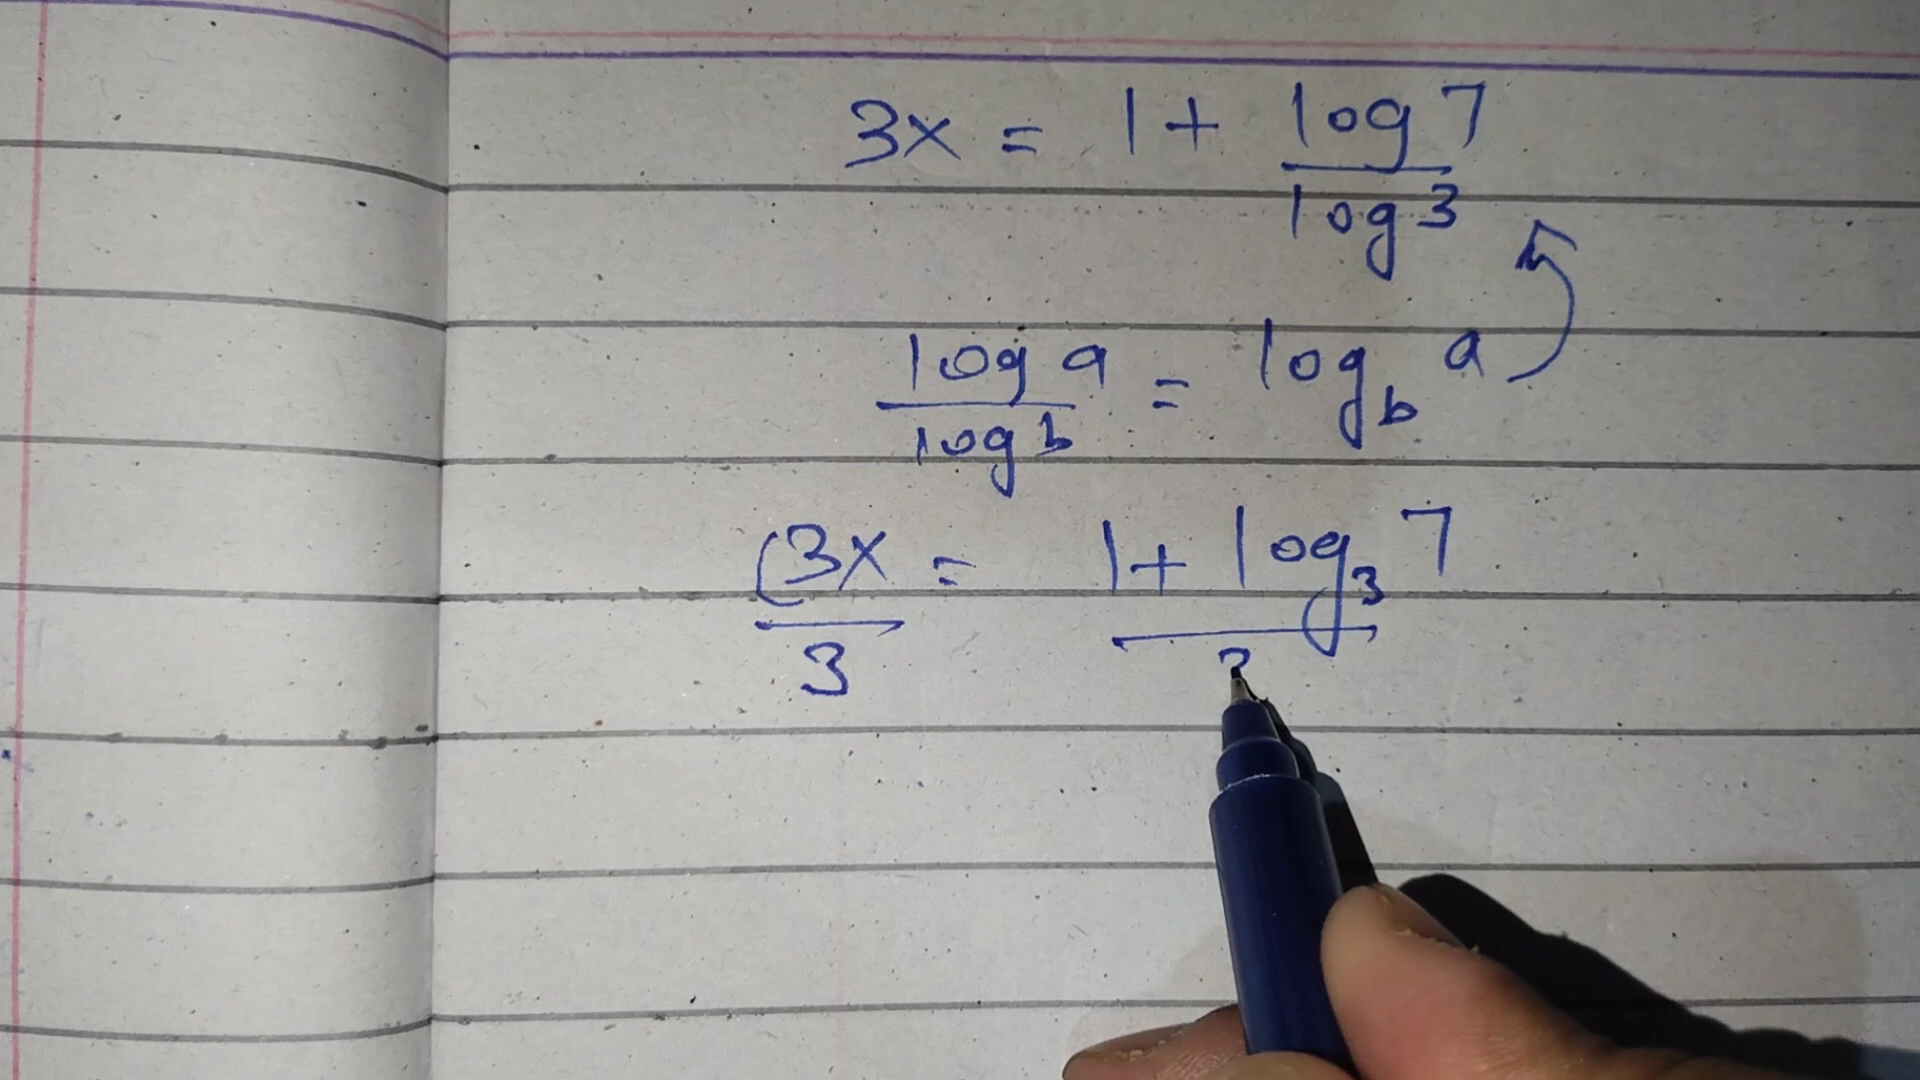 3x = 1 + log 7
log 3
log a = log_b a
log b
(3x = 1 + log_3 7
3 3